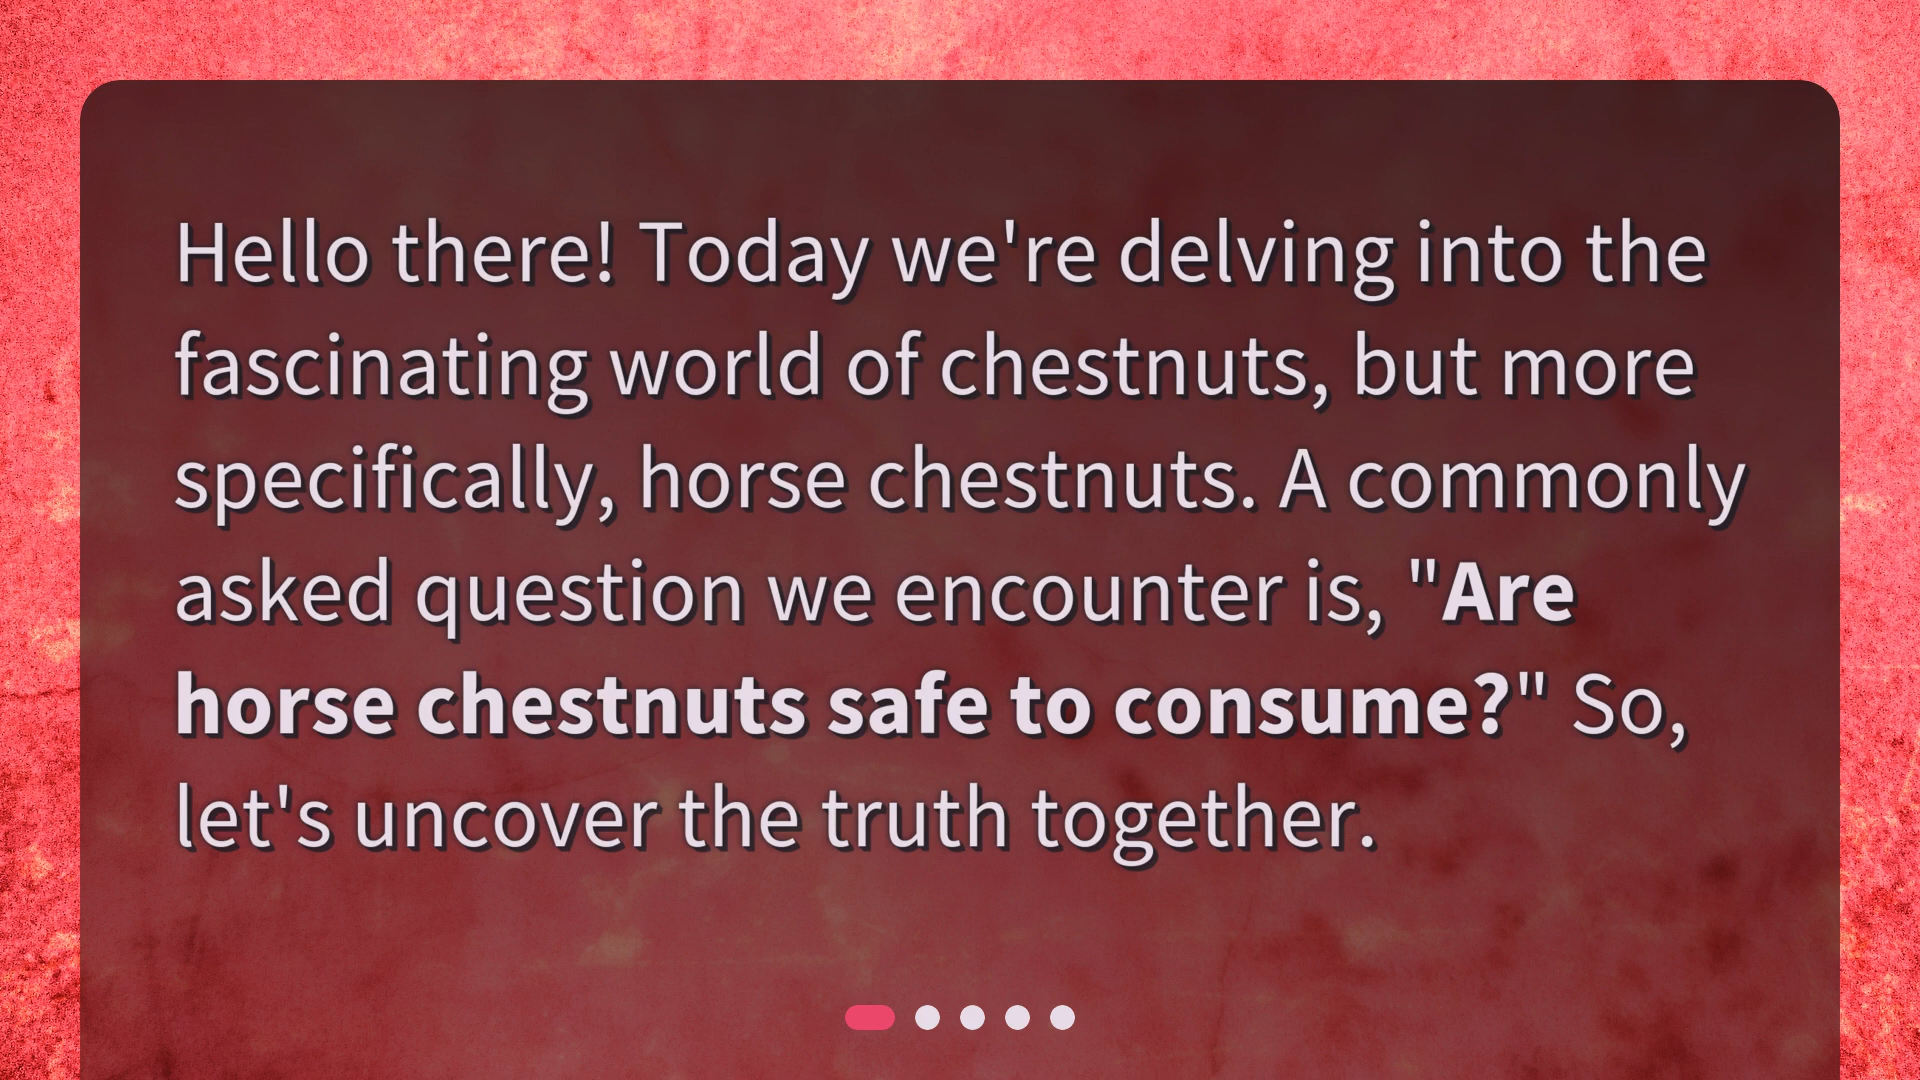 Hello there! Today we're delving into the
fascinating world of chestnuts, but more
specifically, horse chestnuts. A commonly
asked question we encounter is, "Are
horse chestnuts safe to consume?" So,
let's uncover the truth together.